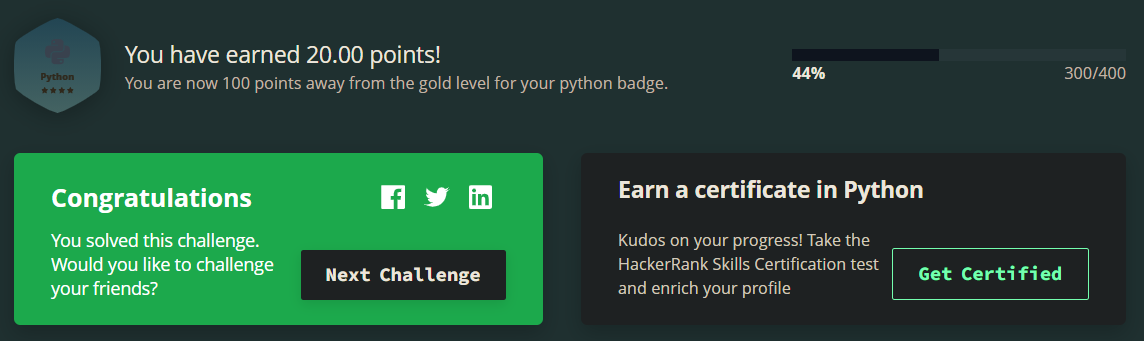 Python
You have earned 20.00 points!
You are now 100 points away from the gold level for your python badge.
44%
300/400
Congratulations
You solved this challenge.
Would you like to challenge
your friends?
Next Challenge
Earn a certificate in Python
Kudos on your progress! Take the
HackerRank Skills Certification test
and enrich your profile
Get Certified